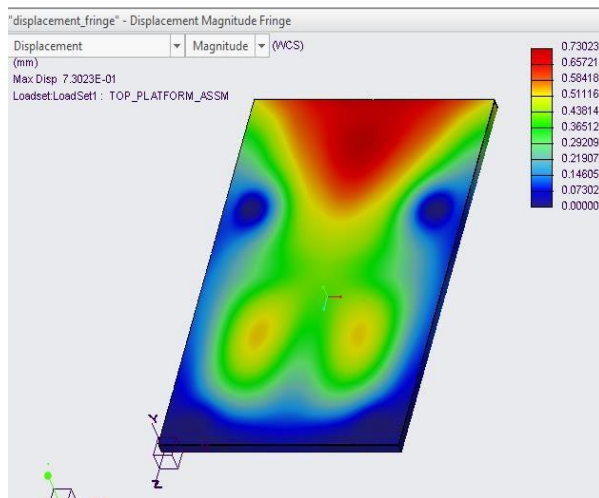 "displacement_fringe" - Displacement Magnitude Fringe
Displacement Magnitude (WCS)
(mm)
Max Disp 7.3023E-01
Loadset:LoadSet1 : TOP_PLATFORM_ASSM
0.73023
0.65721
0.58418
0.51116
0.43814
0.36512
0.29209
0.21907
0.14605
0.07302
0.00000
Y
Z